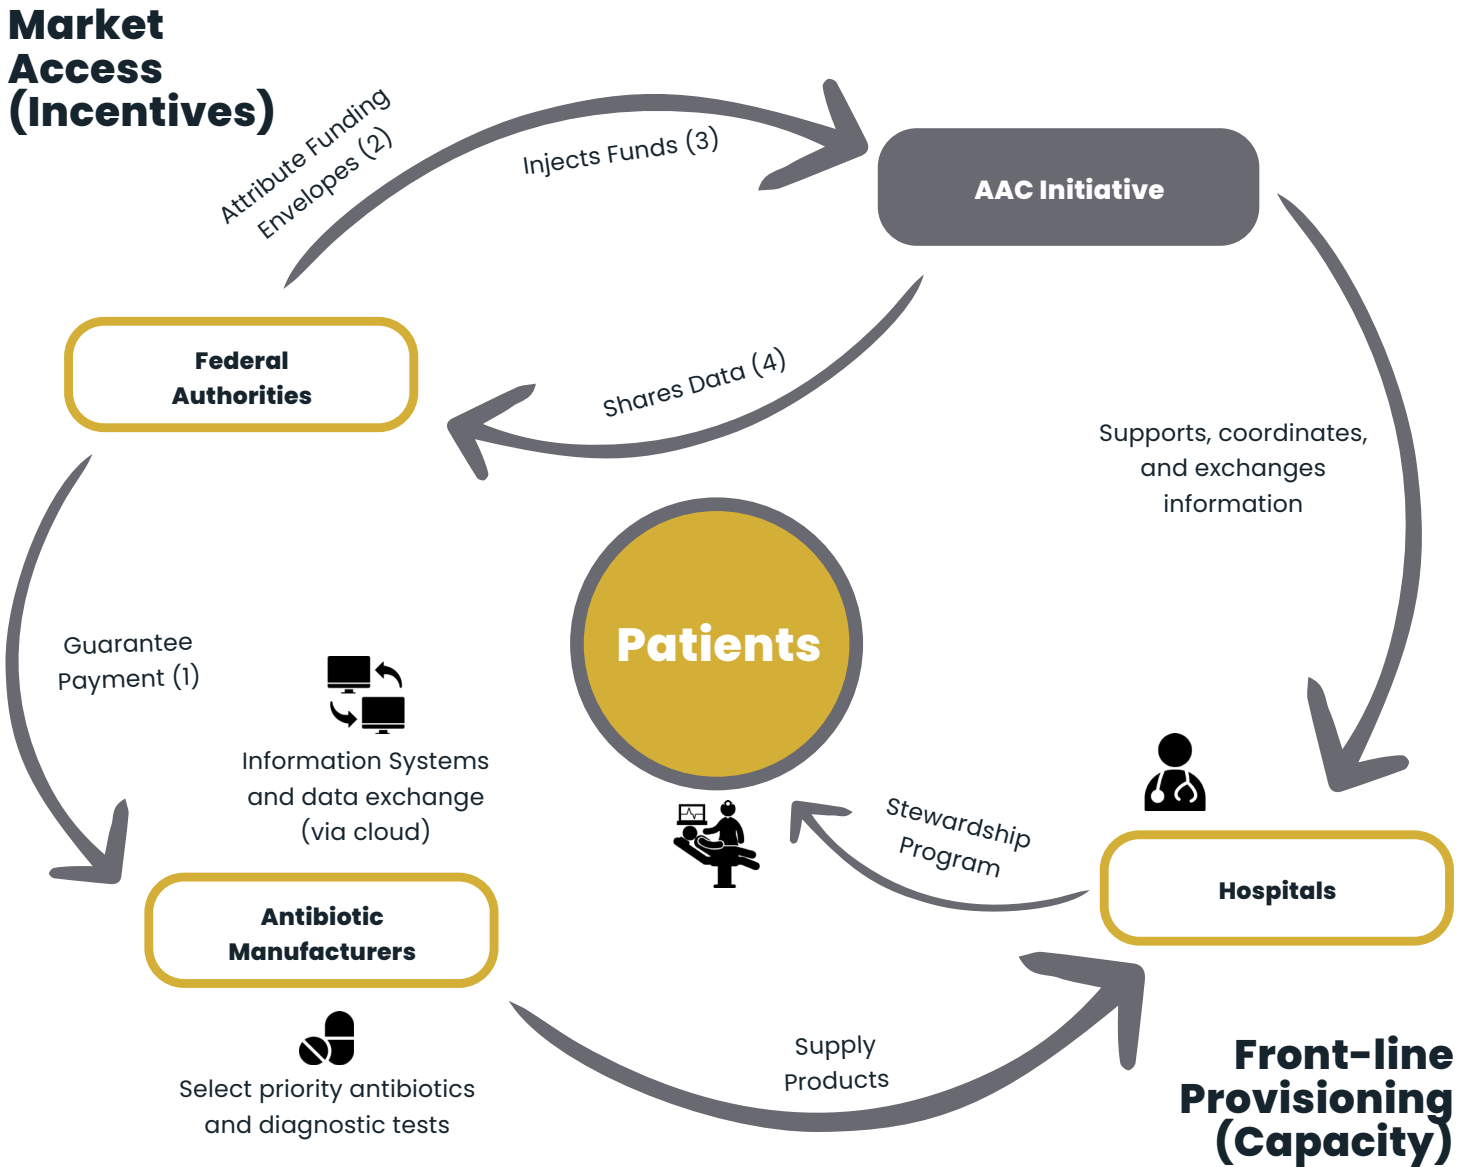 Market
Access
(Incentives)
Attribute Funding
Envelopes (2)
Injects Funds (3)
AAC Initiative
Federal
Authorities
Shares Data (4)
Supports, coordinates,
and exchanges
information
Guarantee
Payment (1)
Patients
Information Systems
and data exchange
(via cloud)
Stewardship
Program
Hospitals
Antibiotic
Manufacturers
Supply
Products
Select priority antibiotics
and diagnostic tests
Front-line
Provisioning
(Capacity)